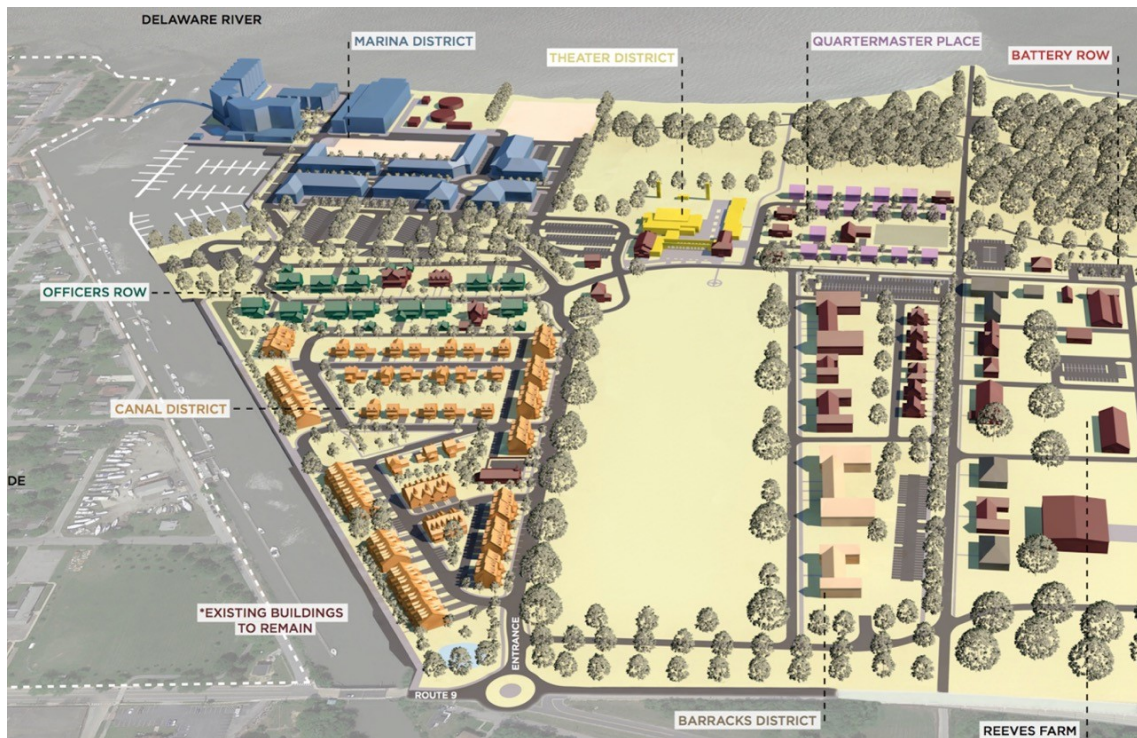 DELAWARE RIVER
MARINA DISTRICT
THEATER DISTRICT
QUARTERMASTER PLACE
BATTERY ROW
OFFICERS ROW
CANAL DISTRICT
DE
*EXISTING BUILDINGS
TO REMAIN
ENTRANCE
ROUTE 9
BARRACKS DISTRICT
REEVES FARM